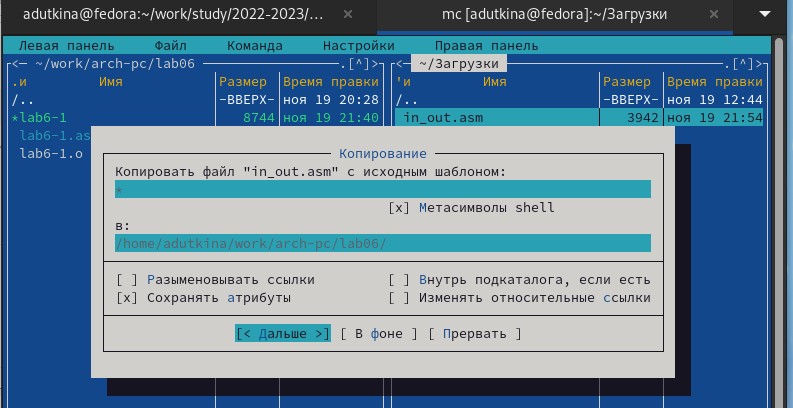 adutkina@fedora:~/work/study/2022-2023/... × mc [adutkina@fedora]:~/Загрузки ×
Левая панель Файл Команда Настройки Правая панель
<— ~/work/arch-pc/lab06 .[^]> <— ~/Загрузки .[^]>
.и Имя Размер Время правки 'и Имя Размер Время правки
/.. -ВВЕРХ- ноя 19 20:28 /.. -ВВЕРХ- ноя 19 12:44
*lab6-1 8744 ноя 19 21:40 in_out.asm 3942 ноя 19 21:54
lab6-1.as
lab6-1.o
Копирование
Копировать файл "in_out.asm" с исходным шаблоном:
*
[x] Метасимволы shell
в:
/home/adutkina/work/arch-pc/lab06/
[ ] Разыменовывать ссылки [ ] Внутрь подкаталога, если есть
[x] Сохранять атрибуты [ ] Изменять относительные ссылки
[< Дальше >] [ В фоне ] [ Прервать ]